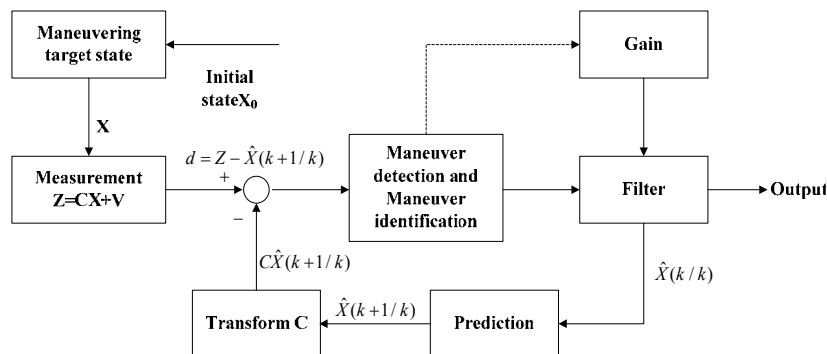 Maneuvering
target state
Gain
Initial
stateX₀
X
d = Z − X̂(k+1/k)
Measurement
Z=CX+V
+
−
Maneuver
detection and
Maneuver
identification
Filter
Output
CX̂(k+1/k)
X̂(k/k)
Transform C
X̂(k+1/k)
Prediction